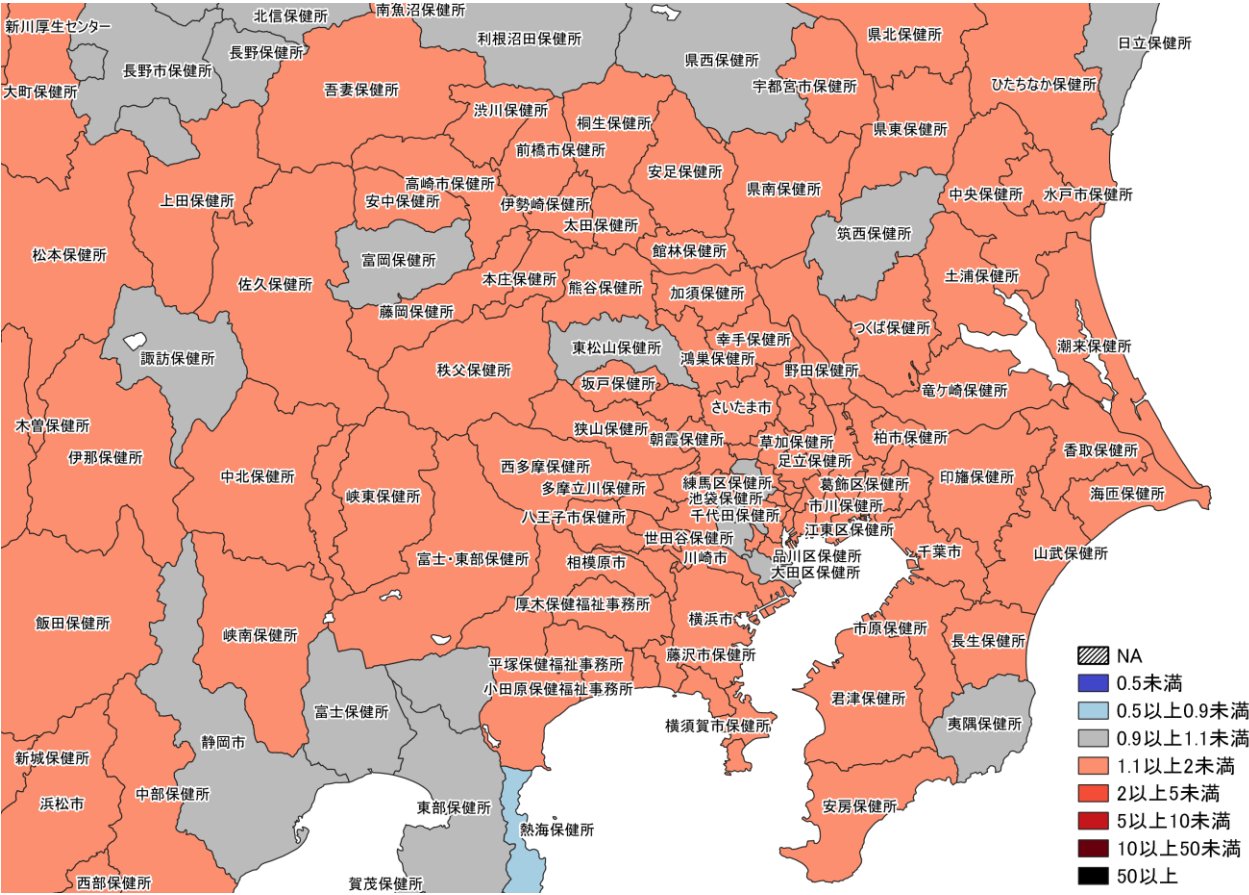 新川厚生センター
北信保健所
南魚沼保健所
利根沼田保健所
県北保健所
日立保健所
長野保健所
長野市保健所
県西保健所
大町保健所
吾妻保健所
宇都宮市保健所
ひたちなか保健所
渋川保健所
桐生保健所
県東保健所
前橋市保健所
安足保健所
高崎市保健所
県南保健所
上田保健所
安中保健所
伊勢崎保健所
中央保健所
水戸市保健所
太田保健所
筑西保健所
松本保健所
富岡保健所
館林保健所
佐久保健所
本庄保健所
熊谷保健所
加須保健所
土浦保健所
藤岡保健所
つくば保健所
諏訪保健所
東松山保健所
幸手保健所
鴻巣保健所
潮来保健所
秩父保健所
坂戸保健所
野田保健所
竜ケ崎保健所
さいたま市
木曽保健所
狭山保健所
朝霞保健所
草加保健所
柏市保健所
伊那保健所
足立保健所
香取保健所
中北保健所
峡東保健所
西多摩保健所
練馬区保健所
葛飾区保健所
印旛保健所
多摩立川保健所
池袋保健所
海匝保健所
八王子市保健所
千代田保健所
市川保健所
世田谷保健所
江東区保健所
富士・東部保健所
相模原市
川崎市
品川区保健所
千葉市
山武保健所
大田区保健所
厚木保健福祉事務所
横浜市
飯田保健所
峡南保健所
市原保健所
長生保健所
平塚保健福祉事務所
藤沢市保健所
小田原保健福祉事務所
君津保健所
富士保健所
横須賀市保健所
夷隅保健所
静岡市
新城保健所
中部保健所
浜松市
東部保健所
安房保健所
熱海保健所
西部保健所
賀茂保健所
NA
0.5未満
0.5以上0.9未満
0.9以上1.1未満
1.1以上2未満
2以上5未満
5以上10未満
10以上50未満
50以上